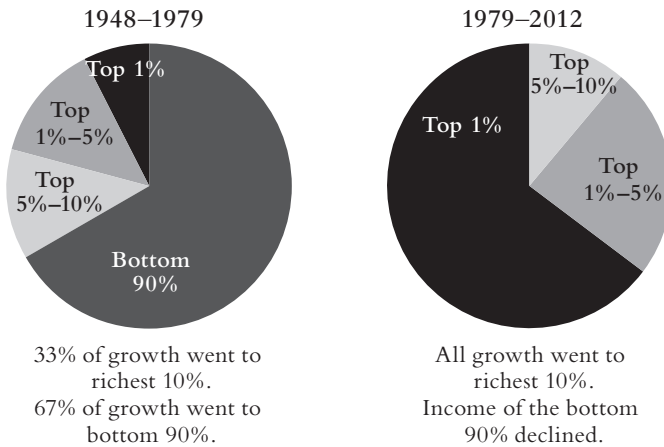 1948–1979
Top 1%
Top
1%–5%
Top
5%–10%
Bottom
90%
33% of growth went to
richest 10%.
67% of growth went to
bottom 90%.
1979–2012
Top
5%–10%
Top 1%
Top
1%–5%
All growth went to
richest 10%.
Income of the bottom
90% declined.